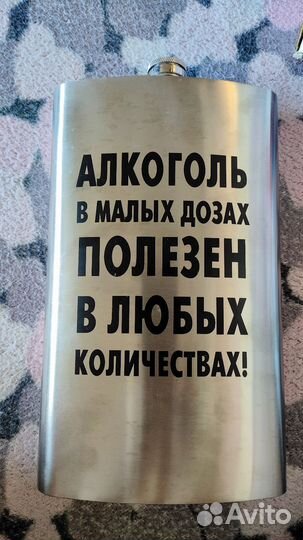 АЛКОГОЛЬ
В МАЛЫХ ДОЗАХ
ПОЛЕЗЕН
В ЛЮБЫХ
КОЛИЧЕСТВАХ!
Avito